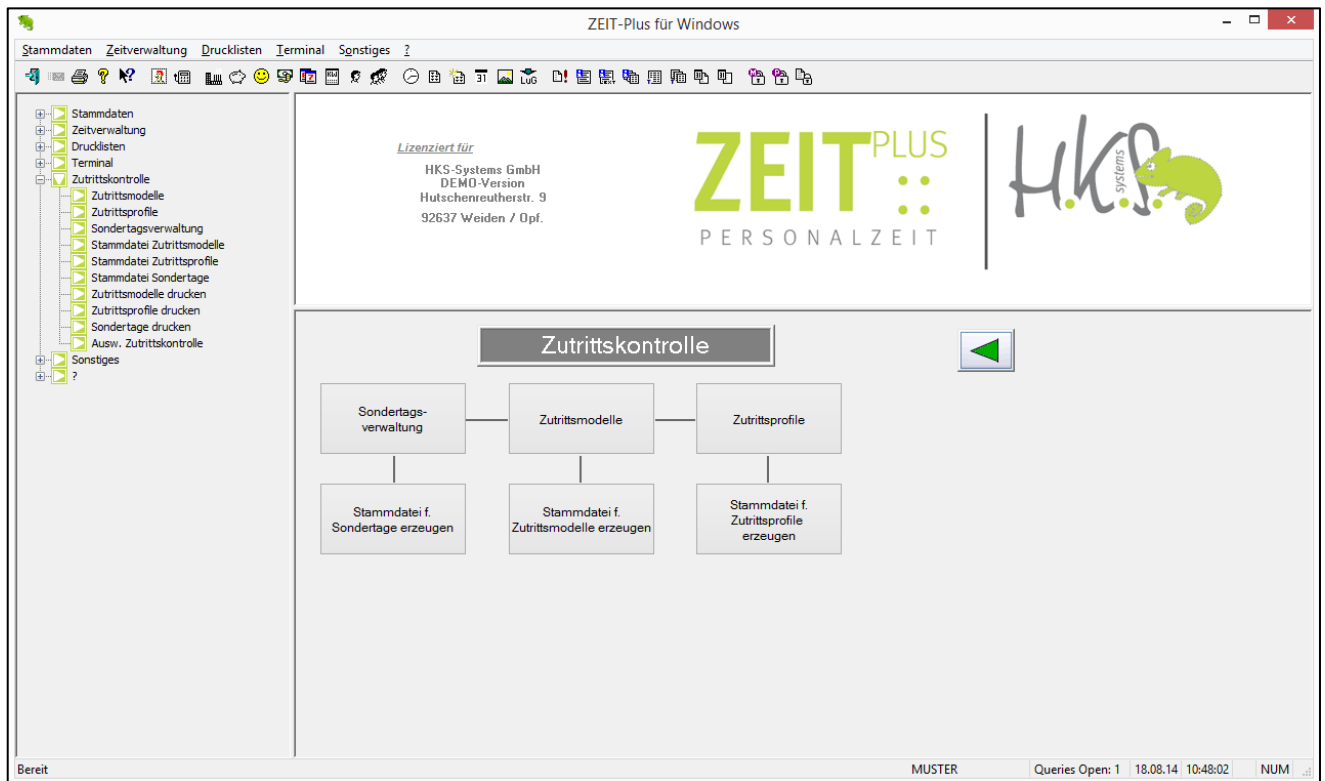 ZEIT-Plus für Windows
Stammdaten Zeitverwaltung Drucklisten Terminal Sonstiges ?
LuG
Stammdaten
Zeitverwaltung
Drucklisten
Terminal
Zutrittskontrolle
Zutrittsmodelle
Zutrittsprofile
Sondertagsverwaltung
Stammdatei Zutrittsmodelle
Stammdatei Zutrittsprofile
Stammdatei Sondertage
Zutrittsmodelle drucken
Zutrittsprofile drucken
Sondertage drucken
Ausw. Zutrittskontrolle
Sonstiges
?
Lizenziert für
HKS-Systems GmbH
DEMO-Version
Hutschenreutherstr. 9
92637 Weiden / Opf.
ZEIT PLUS
PERSONALZEIT
H.K.S. systems
Zutrittskontrolle
Sondertags-
verwaltung
Zutrittsmodelle
Zutrittsprofile
Stammdatei f.
Sondertage erzeugen
Stammdatei f.
Zutrittsmodelle erzeugen
Stammdatei f.
Zutrittsprofile
erzeugen
Bereit MUSTER Queries Open: 1 18.08.14 10:48:02 NUM